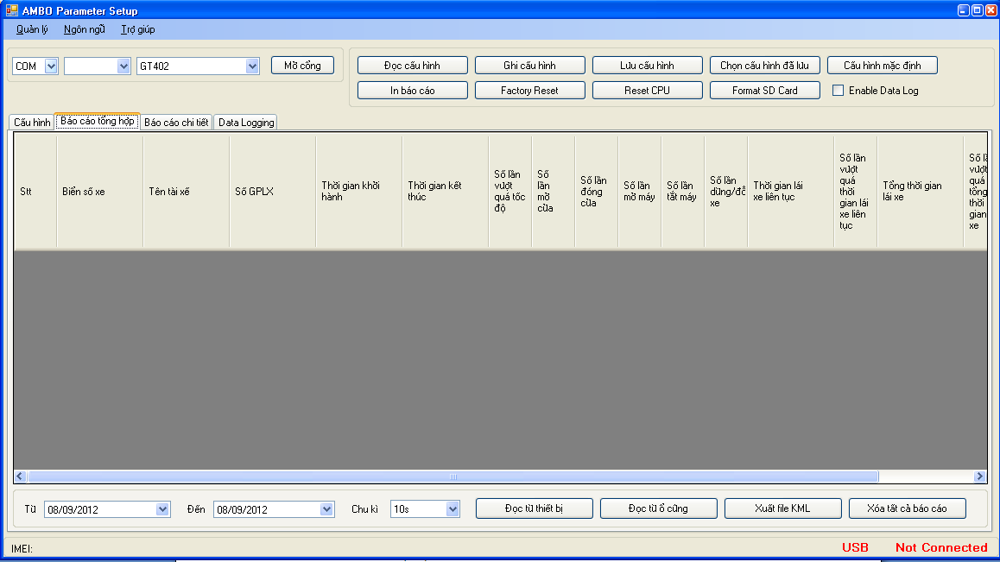 AMBO Parameter Setup
Quản lý Ngôn ngữ Trợ giúp
COM GT402 Mở cổng Đọc cấu hình Ghi cấu hình Lưu cấu hình Chọn cấu hình đã lưu Cấu hình mặc định
In báo cáo Factory Reset Reset CPU Format SD Card Enable Data Log
Cấu hình Báo cáo tổng hợp Báo cáo chi tiết Data Logging
Stt
Biển số xe
Tên tài xế
Số GPLX
Thời gian khởi
hành
Thời gian kết
thúc
Số lần
vượt
quá tốc
độ
Số
lần
mở
cửa
Số lần
đóng
cửa
Số lần
mở máy
Số lần
tắt máy
Số lần
dừng/đỗ
xe
Thời gian lái
xe liên tục
Số lần
vượt
quá
thời
gian lái
xe liên
tục
Tổng thời gian
lái xe
Số lầ
vượt
quá
tổng
thời
gian
xe
Từ 08/09/2012 Đến 08/09/2012 Chu kì 10s Đọc từ thiết bị Đọc từ ổ cứng Xuất file KML Xóa tất cả báo cáo
IMEI: USB Not Connected